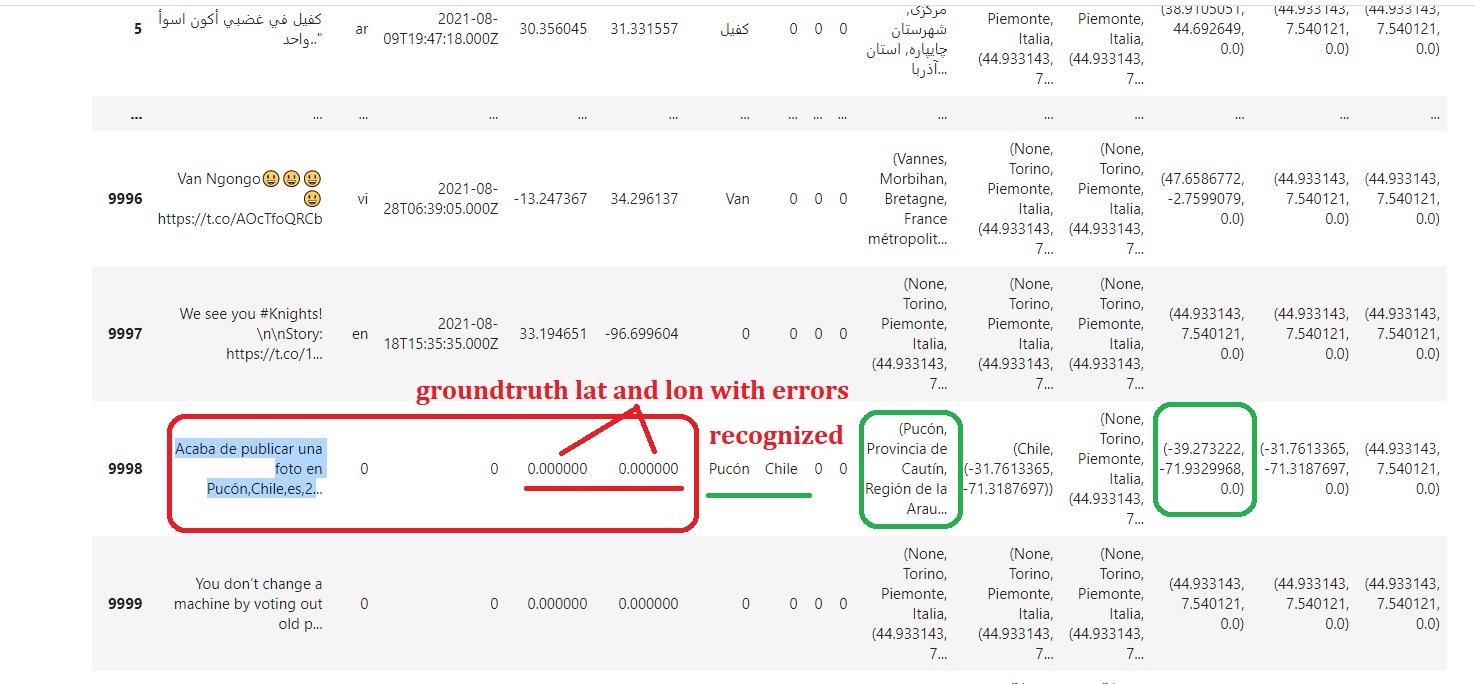 5
كفيل في غضبي أكون اسوأ
واحد.."
ar
2021-08-
09T19:47:18.000Z
30.356045
31.331557
كفيل
0
0
0
مرکزی,
شهرستان
چایپاره, استان
آذربا...
Piemonte,
Italia,
(44.933143,
7...
Piemonte,
Italia,
(44.933143,
7...
(38.9105051,
44.692649,
0.0)
(44.933143,
7.540121,
0.0)
(44.933143,
7.540121,
0.0)
... ... ... ... ... ... ... ... ... ... ... ... ... ... ... ...
9996
Van Ngongo😀😀😀
😀
https://t.co/AOcTfoQRCb
vi
2021-08-
28T06:39:05.000Z
-13.247367
34.296137
Van
0
0
0
(Vannes,
Morbihan,
Bretagne,
France
métropolit...
(None,
Torino,
Piemonte,
Italia,
(44.933143,
7...
(None,
Torino,
Piemonte,
Italia,
(44.933143,
7...
(47.6586772,
-2.7599079,
0.0)
(44.933143,
7.540121,
0.0)
(44.933143,
7.540121,
0.0)
9997
We see you #Knights!
\n\nStory:
https://t.co/1...
en
2021-08-
18T15:35:35.000Z
33.194651
-96.699604
0
0
0
0
(None,
Torino,
Piemonte,
Italia,
(44.933143,
7...
(None,
Torino,
Piemonte,
Italia,
(44.933143,
7...
(None,
Torino,
Piemonte,
Italia,
(44.933143,
7...
(44.933143,
7.540121,
0.0)
(44.933143,
7.540121,
0.0)
(44.933143,
7.540121,
0.0)
groundtruth lat and lon with errors
recognized
9998
Acaba de publicar una
foto en
Pucón,Chile,es,2...
0
0
0.000000
0.000000
Pucón
Chile
0
0
(Pucón,
Provincia de
Cautín,
Región de la
Arau...
(Chile,
(-31.7613365,
-71.3187697))
(None,
Torino,
Piemonte,
Italia,
(44.933143,
7...
(-39.273222,
-71.9329968,
0.0)
(-31.7613365,
-71.3187697,
0.0)
(44.933143,
7.540121,
0.0)
9999
You don´t change a
machine by voting out
old p...
0
0
0.000000
0.000000
0
0
0
0
(None,
Torino,
Piemonte,
Italia,
(44.933143,
7...
(None,
Torino,
Piemonte,
Italia,
(44.933143,
7...
(None,
Torino,
Piemonte,
Italia,
(44.933143,
7...
(44.933143,
7.540121,
0.0)
(44.933143,
7.540121,
0.0)
(44.933143,
7.540121,
0.0)